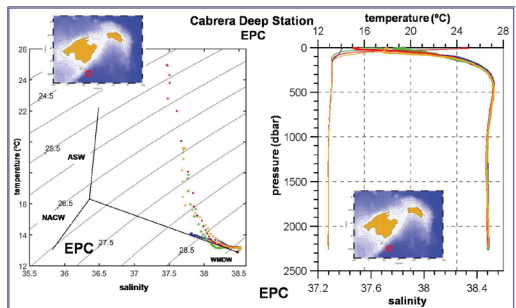 Cabrera Deep Station
EPC
temperature (°C)
12 16 20 24 28
26
24
22
20
18
16
14
12
temperature (°C)
24.5
25.5
26.5
27.5
28.5
ASW
NACW
WMDW
EPC
35.5 36 36.5 37 37.5 38 38.5
salinity
0
500
1000
1500
2000
2500
pressure (dbar)
37.2 37.6 38 38.4
salinity
EPC